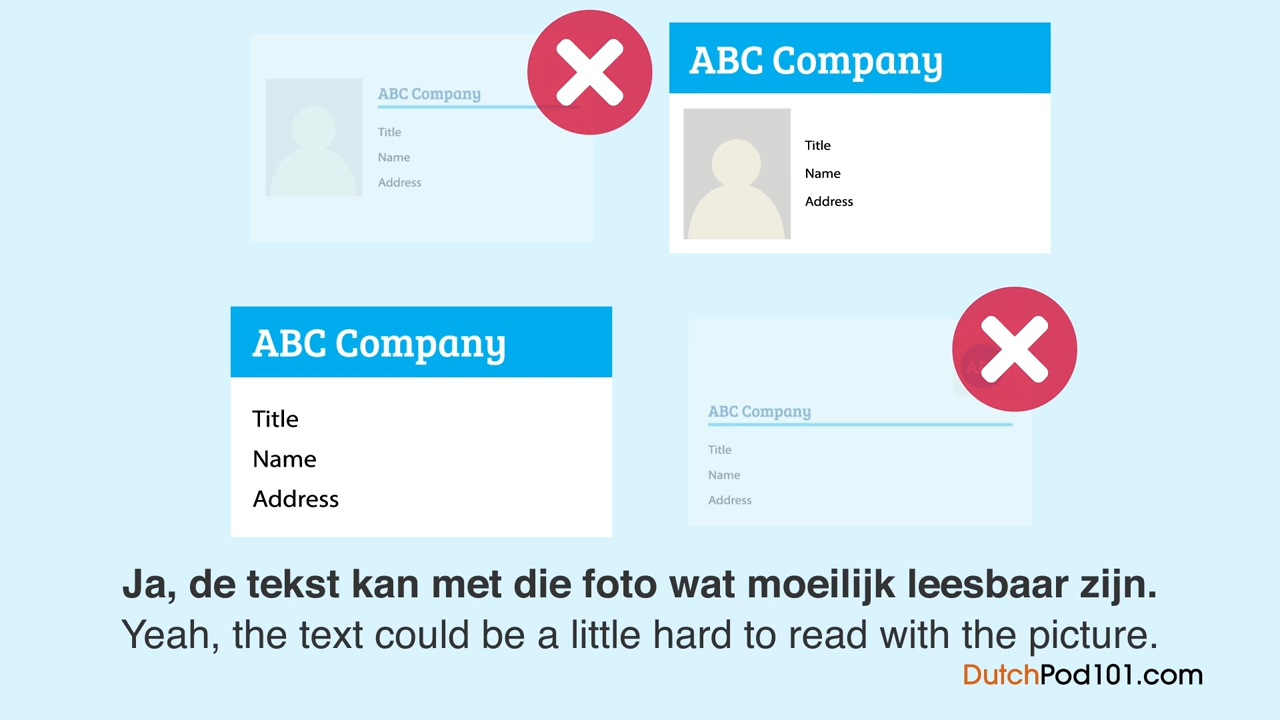 ABC Company
Title
Name
Address
ABC Company
Title
Name
Address
ABC Company
Title
Name
Address
ABC Company
Title
Name
Address
Ja, de tekst kan met die foto wat moeilijk leesbaar zijn.
Yeah, the text could be a little hard to read with the picture.
DutchPod101.com